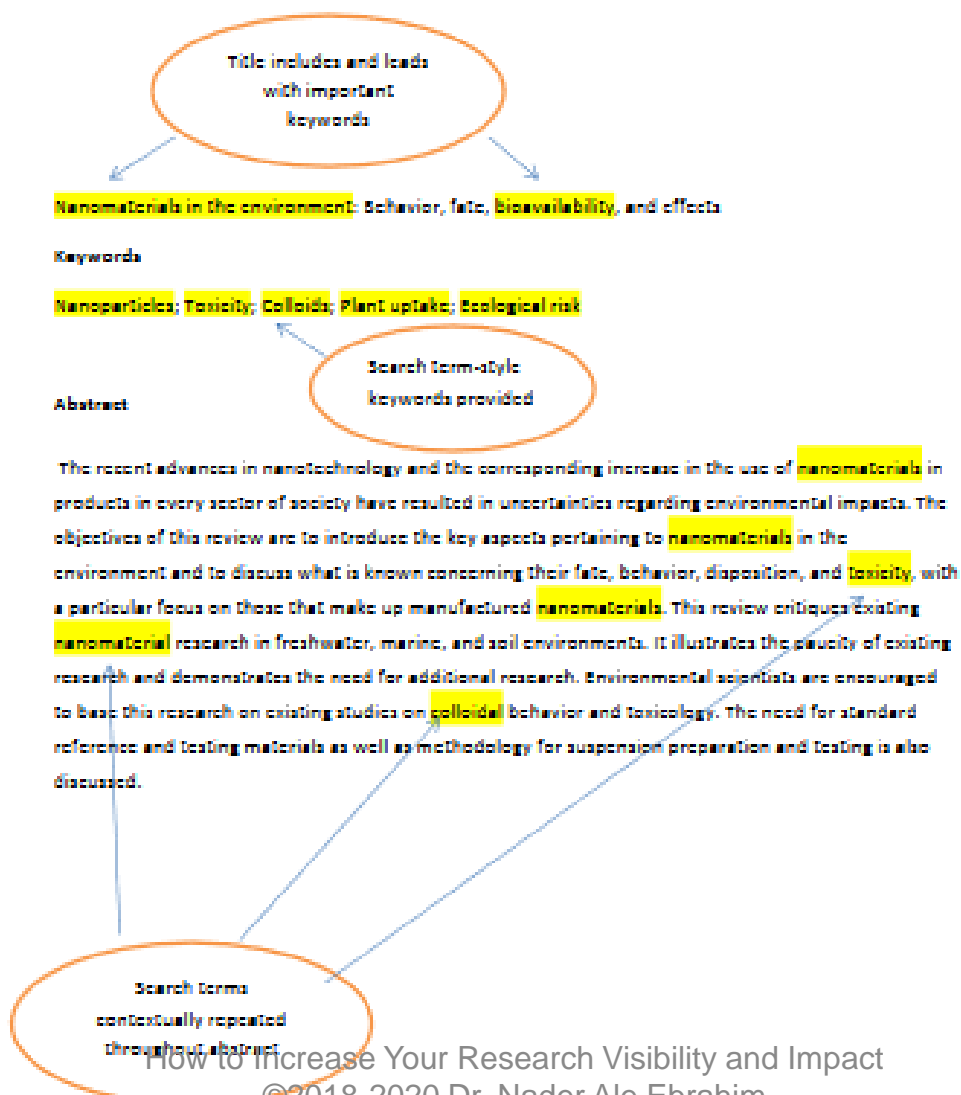 Title includes and leads
with important
keywords
Nanomaterials in the environment: Behavior, fate, bioavailability, and effects
Keywords
Nanoparticles; Toxicity; Colloids; Plant uptake; Ecological risk
Search term-style
keywords provided
Abstract
The recent advances in nanotechnology and the corresponding increase in the use of nanomaterials in
products in every sector of society have resulted in uncertainties regarding environmental impacts. The
objectives of this review are to introduce the key aspects pertaining to nanomaterials in the
environment and to discuss what is known concerning their fate, behavior, disposition, and toxicity, with
a particular focus on those that make up manufactured nanomaterials. This review critiques existing
nanomaterial research in freshwater, marine, and soil environments. It illustrates the paucity of existing
research and demonstrates the need for additional research. Environmental scientists are encouraged
to base this research on existing studies on colloidal behavior and toxicology. The need for standard
reference and testing materials as well as methodology for suspension preparation and testing is also
discussed.
Search terms
contextually repeated
throughout abstract
How to Increase Your Research Visibility and Impact
©2018-2020 Dr. Nader Ale Ebrahim